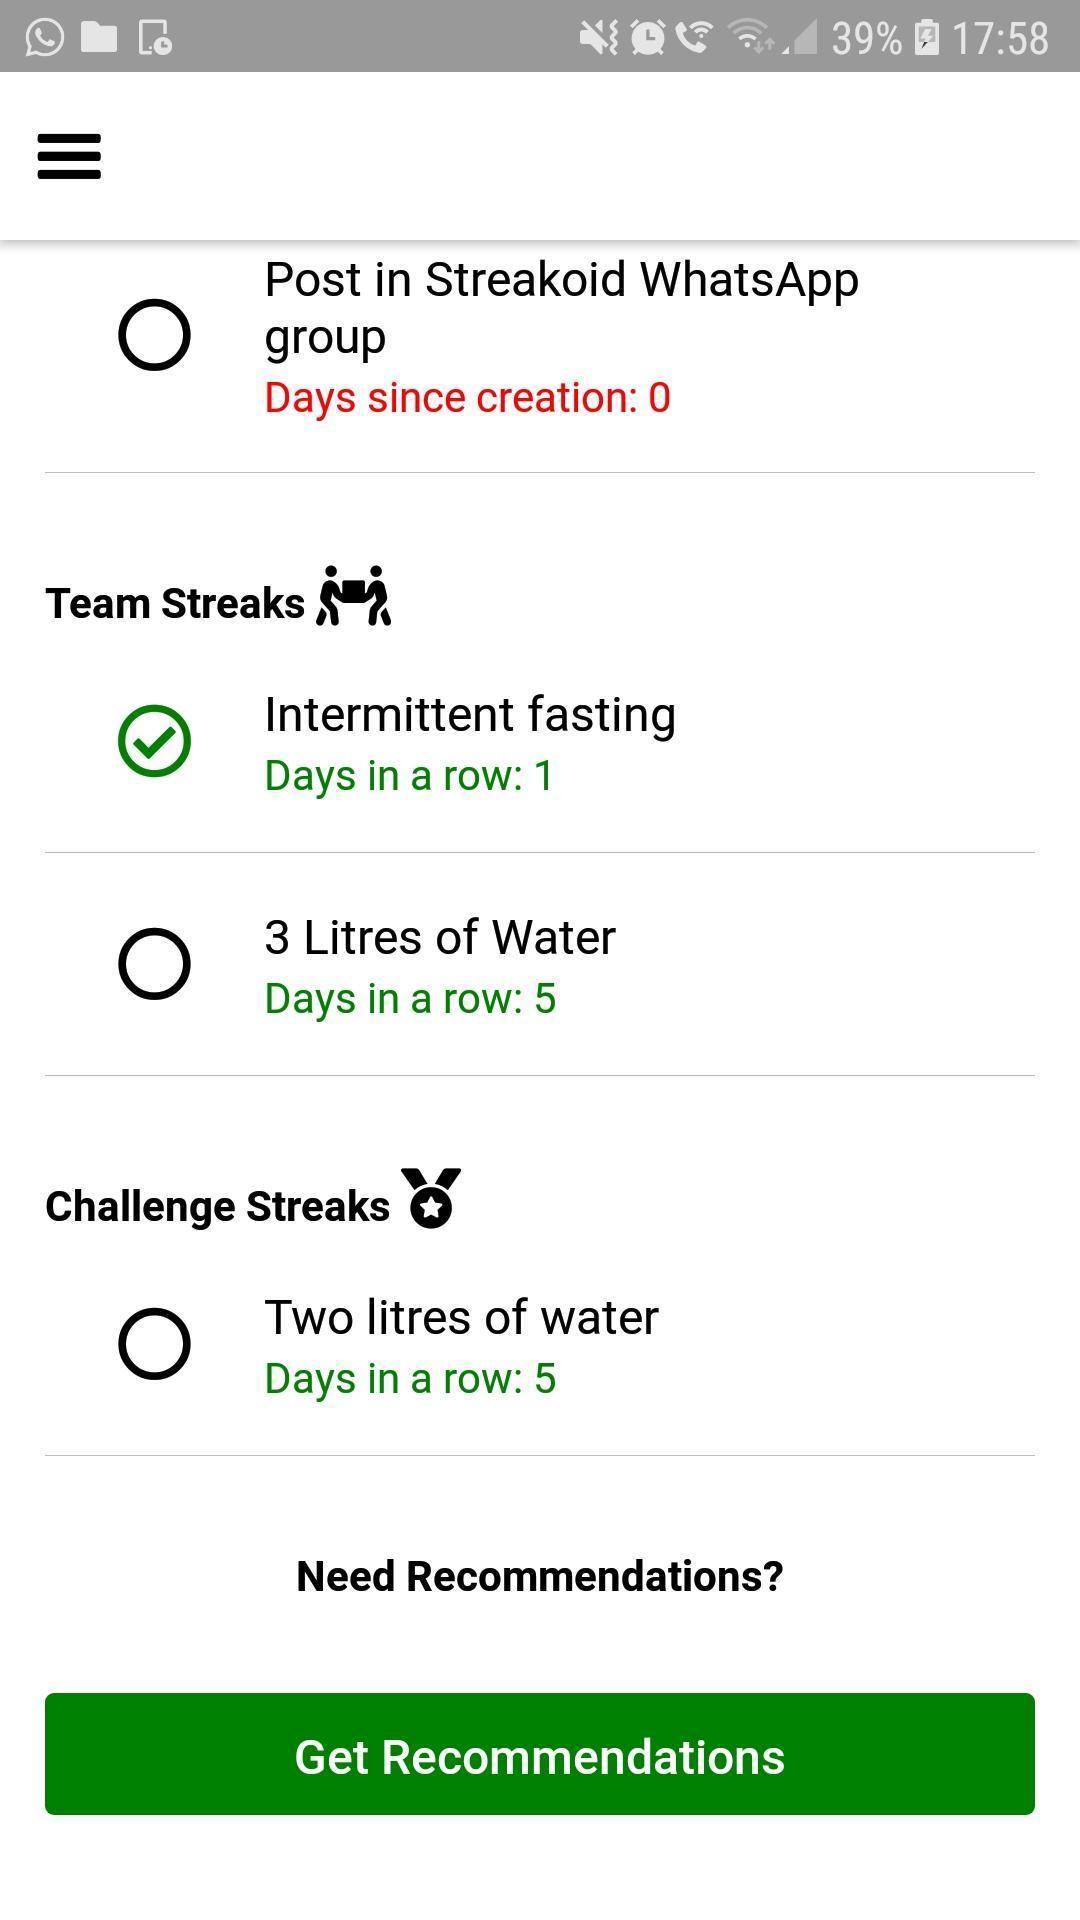 39% 17:58
Post in Streakoid WhatsApp
group
Days since creation: 0
Team Streaks
Intermittent fasting
Days in a row: 1
3 Litres of Water
Days in a row: 5
Challenge Streaks
Two litres of water
Days in a row: 5
Need Recommendations?
Get Recommendations